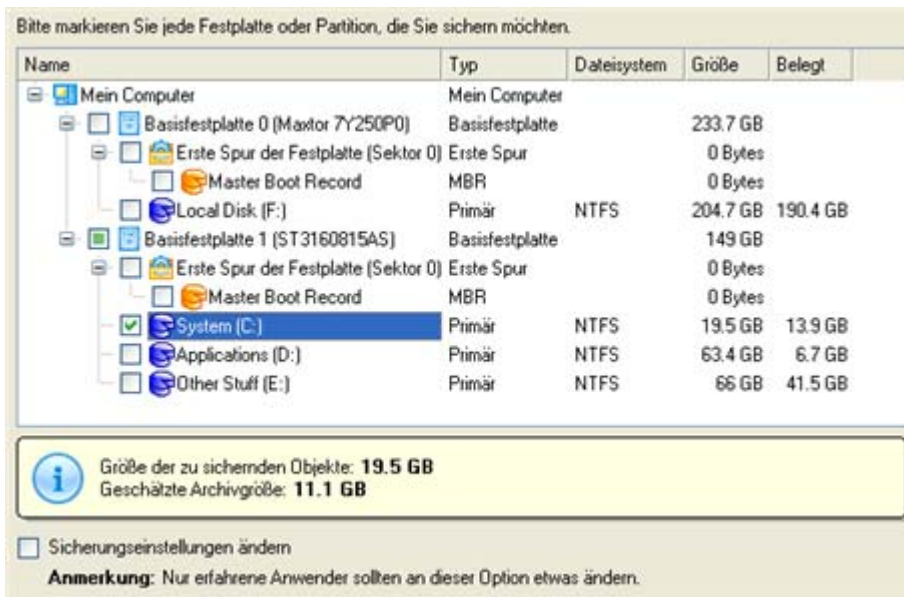 Bitte markieren Sie jede Festplatte oder Partition, die Sie sichern möchten.
Name Typ Dateisystem Größe Belegt
Mein Computer Mein Computer
Basisfestplatte 0 (Maxtor 7Y250P0) Basisfestplatte 233.7 GB
Erste Spur der Festplatte (Sektor 0) Erste Spur 0 Bytes
Master Boot Record MBR 0 Bytes
Local Disk (F:) Primär NTFS 204.7 GB 190.4 GB
Basisfestplatte 1 (ST3160815AS) Basisfestplatte 149 GB
Erste Spur der Festplatte (Sektor 0) Erste Spur 0 Bytes
Master Boot Record MBR 0 Bytes
System (C:) Primär NTFS 19.5 GB 13.9 GB
Applications (D:) Primär NTFS 63.4 GB 6.7 GB
Other Stuff (E:) Primär NTFS 66 GB 41.5 GB
Größe der zu sichernden Objekte: 19.5 GB
Geschätzte Archivgröße: 11.1 GB
Sicherungseinstellungen ändern
Anmerkung: Nur erfahrene Anwender sollten an dieser Option etwas ändern.